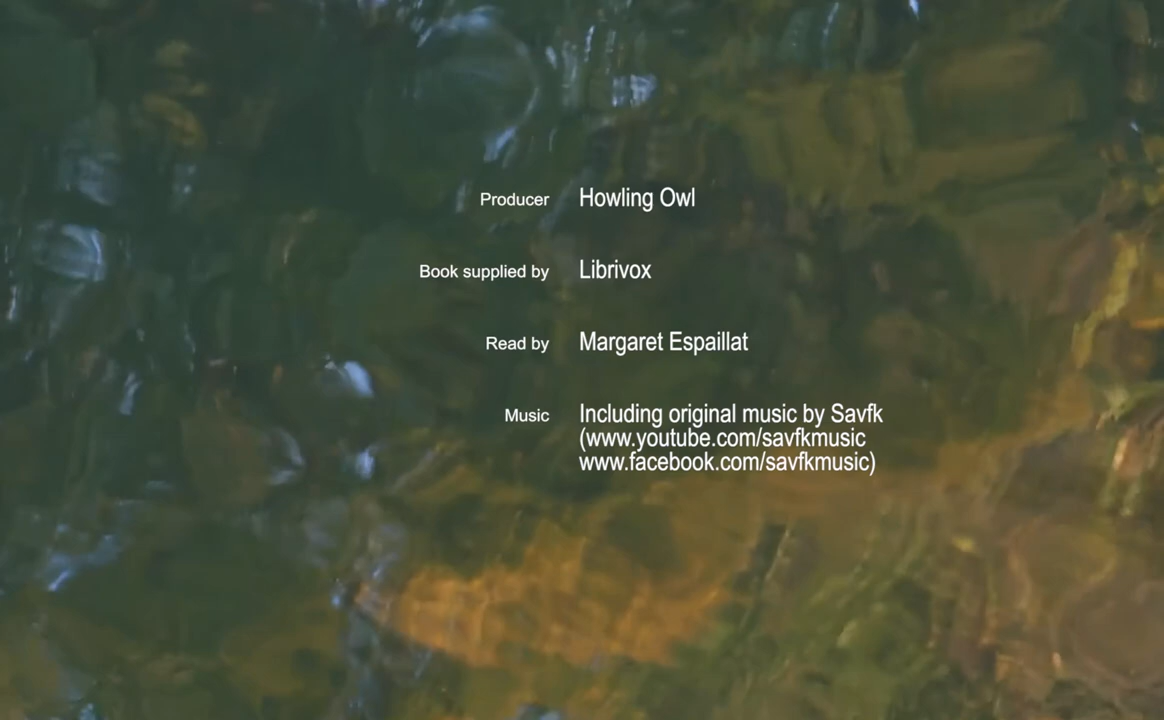 Producer Howling Owl
Book supplied by Librivox
Read by Margaret Espaillat
Music Including original music by Savfk
(www.youtube.com/savfkmusic
www.facebook.com/savfkmusic)